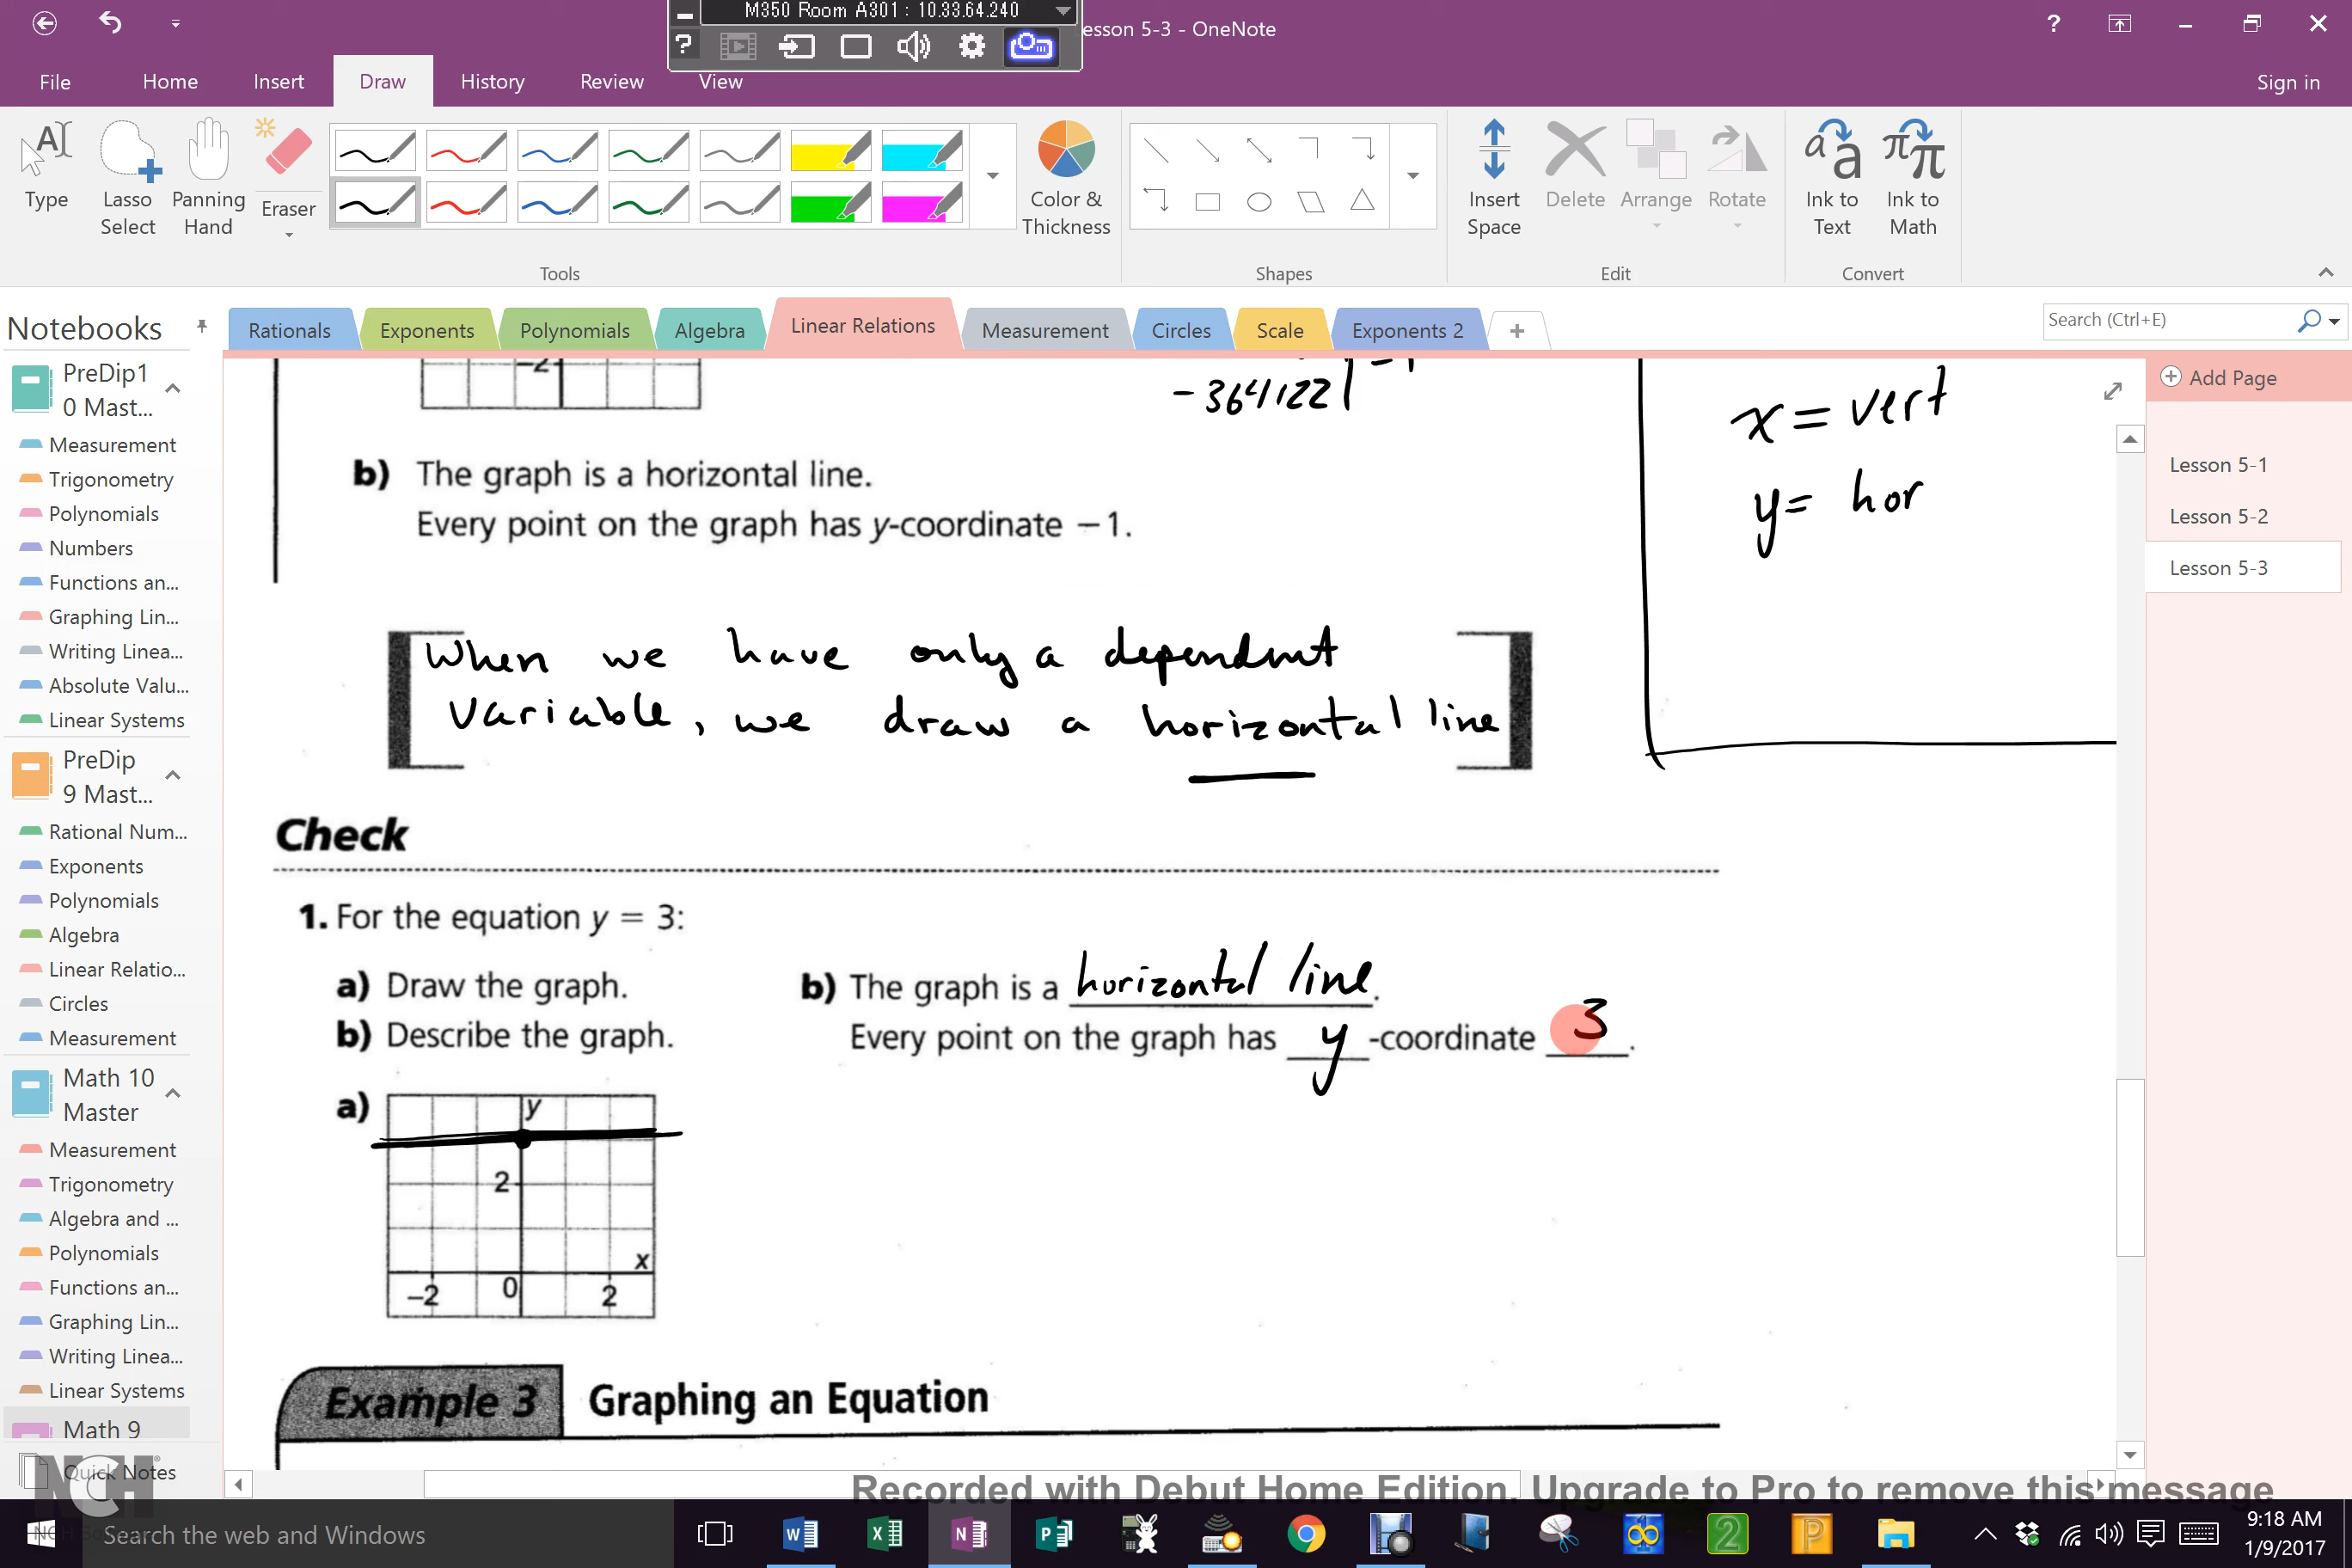 M350 Room A301 : 10.33.64.240
esson 5-3 - OneNote
?
File
Home
Insert
Draw
History
Review
View
Sign in
Type
Lasso Select
Panning Hand
Eraser
Color & Thickness
Insert Space
Delete
Arrange
Rotate
Ink to Text
Ink to Math
Tools
Shapes
Edit
Convert
Notebooks
Rationals
Exponents
Polynomials
Algebra
Linear Relations
Measurement
Circles
Scale
Exponents 2
Search (Ctrl+E)
PreDip1
0 Mast...
Measurement
Trigonometry
Polynomials
Numbers
Functions an...
Graphing Lin...
Writing Linea...
Absolute Valu...
Linear Systems
PreDip
9 Mast...
Rational Num...
Exponents
Polynomials
Algebra
Linear Relatio...
Circles
Measurement
Math 10
Master
Measurement
Trigonometry
Algebra and ...
Polynomials
Functions an...
Graphing Lin...
Writing Linea...
Linear Systems
Math 9
Quick Notes
Add Page
Lesson 5-1
Lesson 5-2
Lesson 5-3
-2
-3641122 | -1
x = vert
y = hor
b) The graph is a horizontal line.
Every point on the graph has y-coordinate −1.
When we have only a dependent
variable, we draw a horizontal line
Check
1. For the equation y = 3:
a) Draw the graph.
b) Describe the graph.
b) The graph is a horizontal line.
Every point on the graph has y-coordinate 3.
a)
y
2
x
-2 0 2
Example 3 Graphing an Equation
Recorded with Debut Home Edition. Upgrade to Pro to remove this message
NCH
Search the web and Windows
9:18 AM
1/9/2017